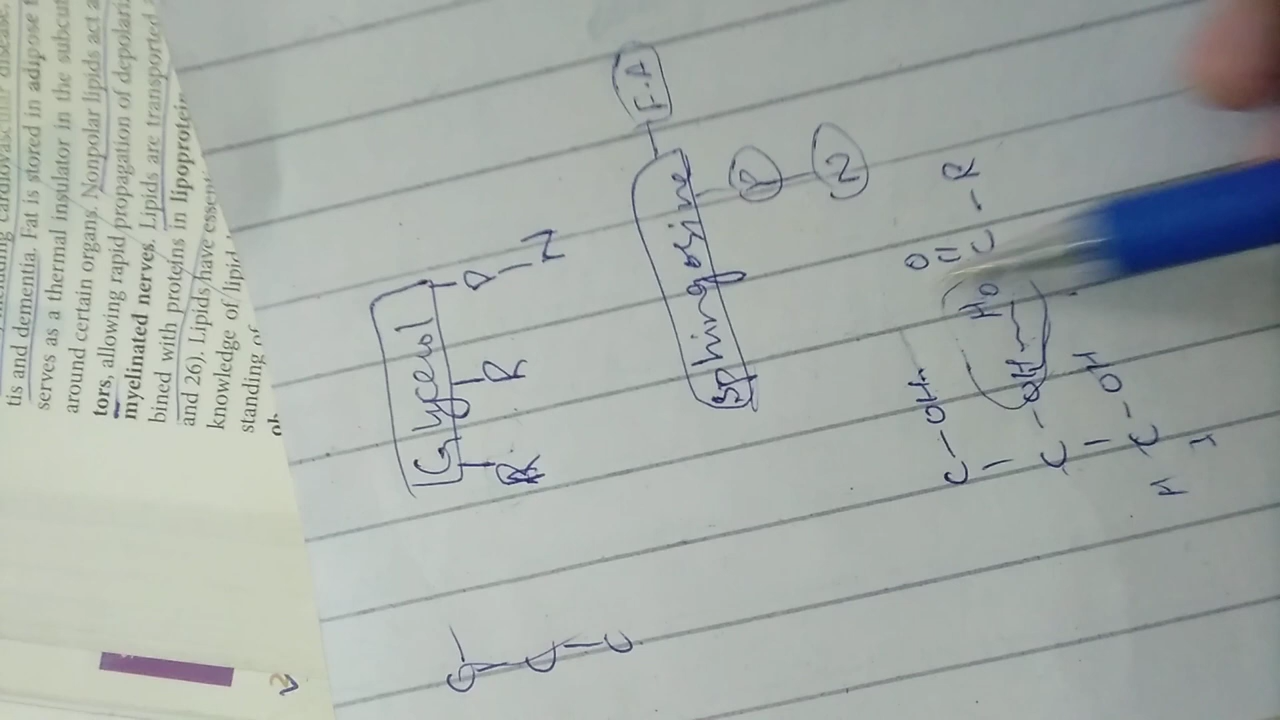 tis and dementia. Fat is stored in adipose
serves as a thermal insulator in the subcut
around certain organs. Nonpolar lipids act a
tors, allowing rapid propagation of depolari
myelinated nerves. Lipids are transported
bined with proteins in lipoprotein
and 26). Lipids have essen
knowledge of lipid
standing of
Glycerol
R R P-N
Sphingosine
F.A
P
N
C-OH
O
C-OH HO C-R
C-OH
H
C-C-C